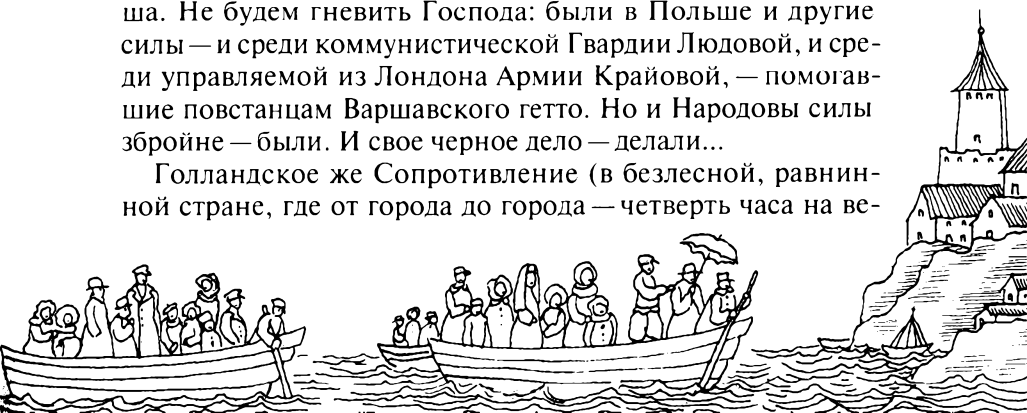 ша. Не будем гневить Господа: были в Польше и другие
силы — и среди коммунистической Гвардии Людовой, и сре-
ди управляемой из Лондона Армии Крайовой, — помогав-
шие повстанцам Варшавского гетто. Но и Народовы силы
збройне — были. И свое черное дело — делали...
Голландское же Сопротивление (в безлесной, равнин-
ной стране, где от города до города — четверть часа на ве-